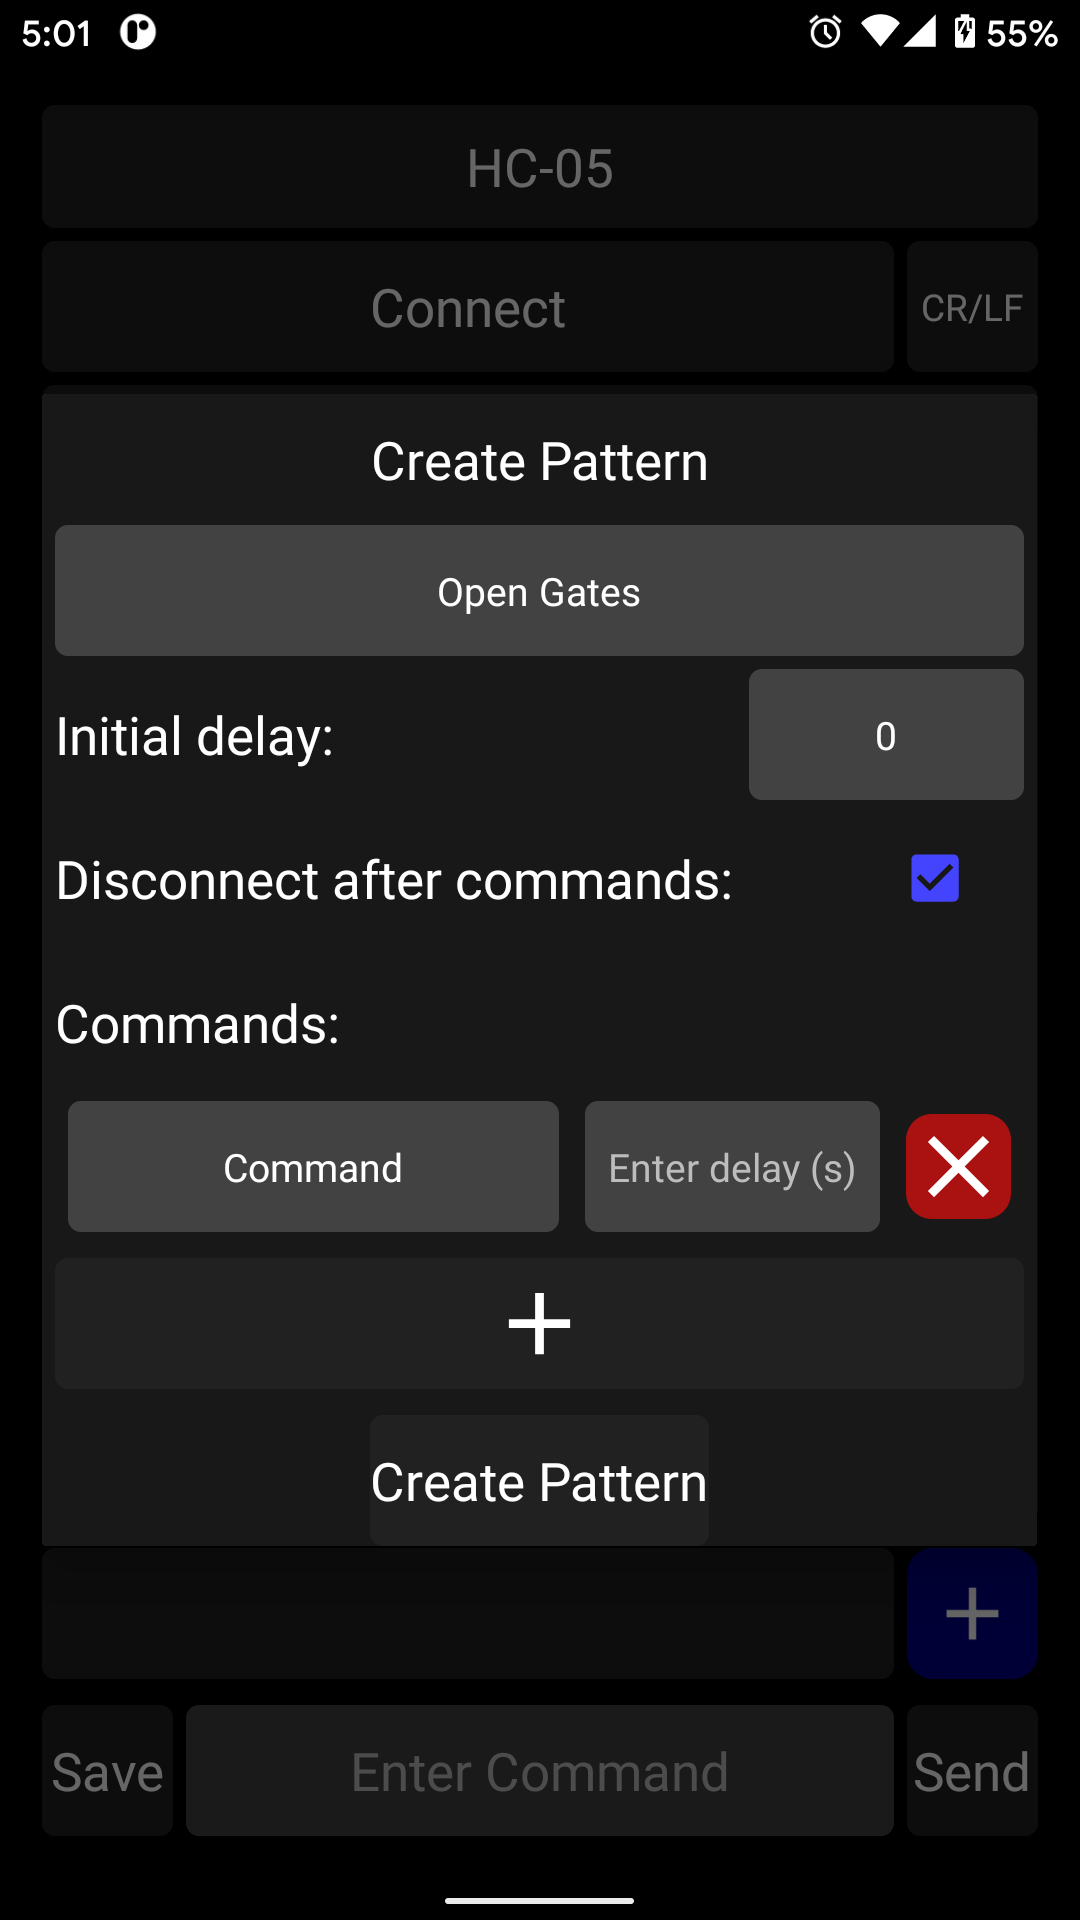 5:01
55%
HC-05
Connect
CR/LF
Create Pattern
Open Gates
Initial delay:
0
Disconnect after commands:
Commands:
Command
Enter delay (s)
Create Pattern
Save
Enter Command
Send